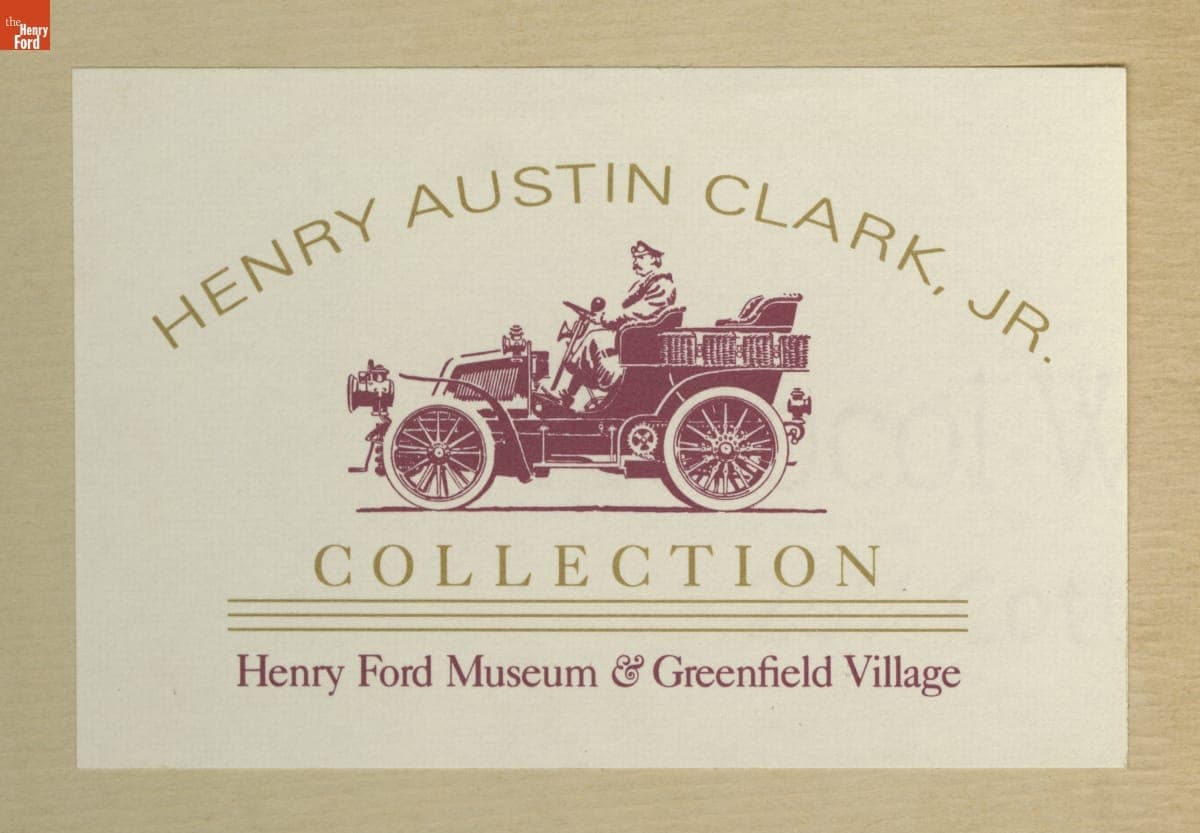 the
Henry
Ford
HENRY AUSTIN CLARK, JR.
COLLECTION
Henry Ford Museum & Greenfield Village